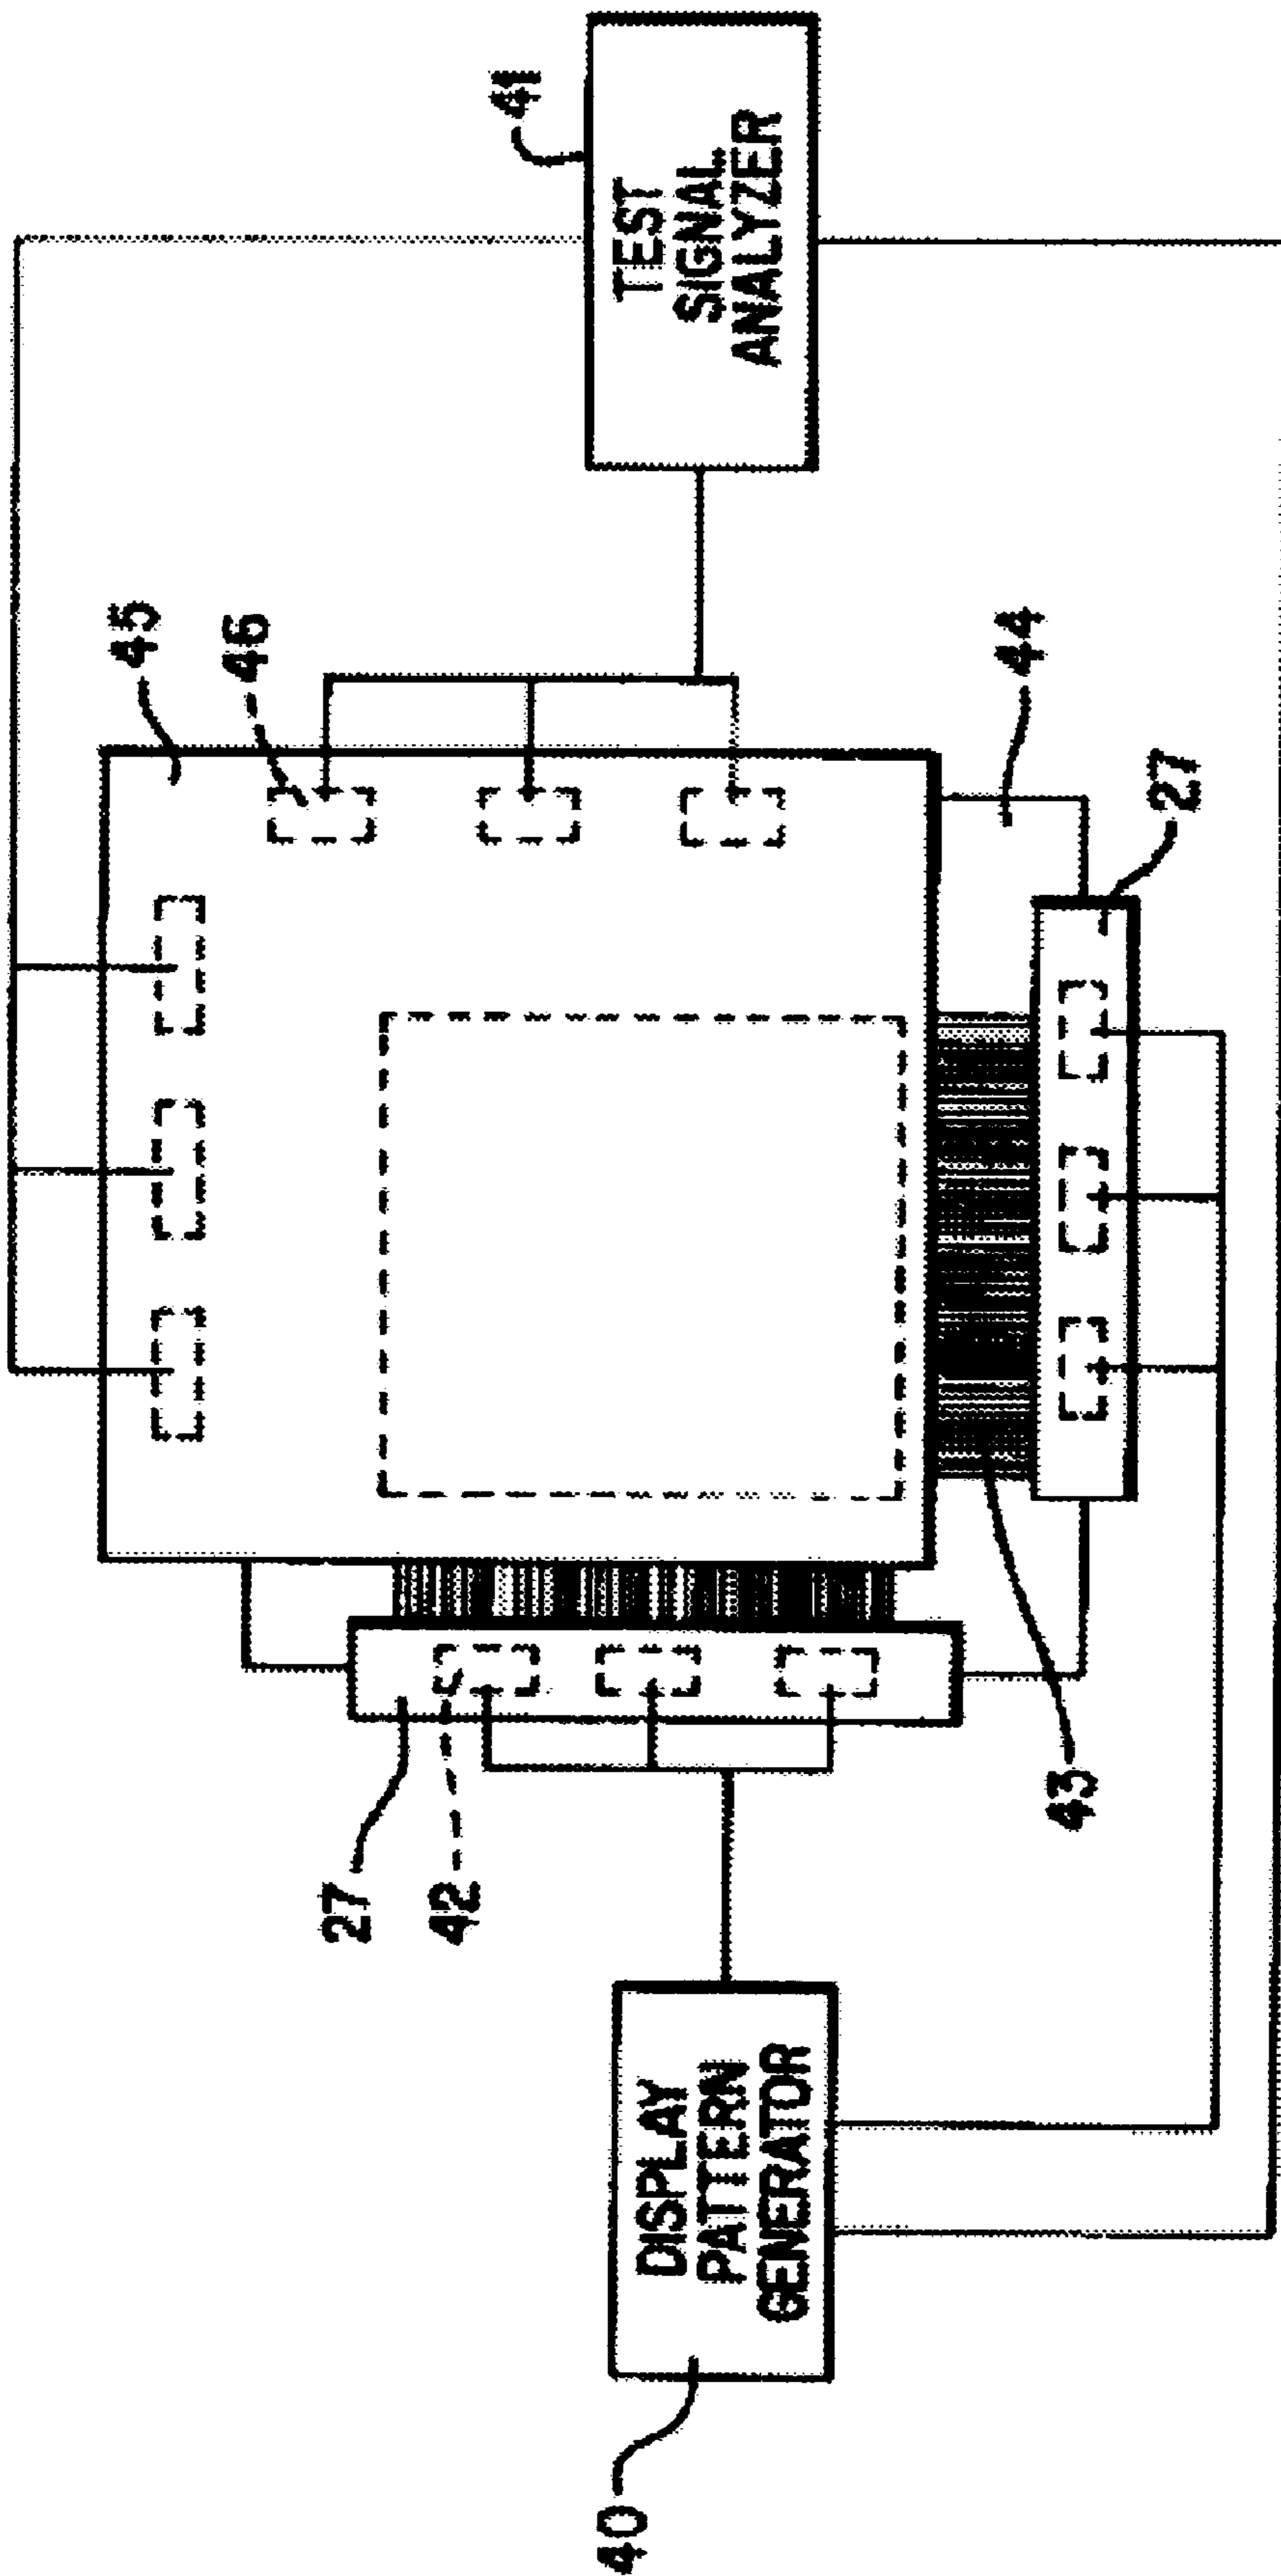 41
TEST
SIGNAL
ANALYZER
45
46
44
27
27
42
43
DISPLAY
PATTERN
GENERATOR
40